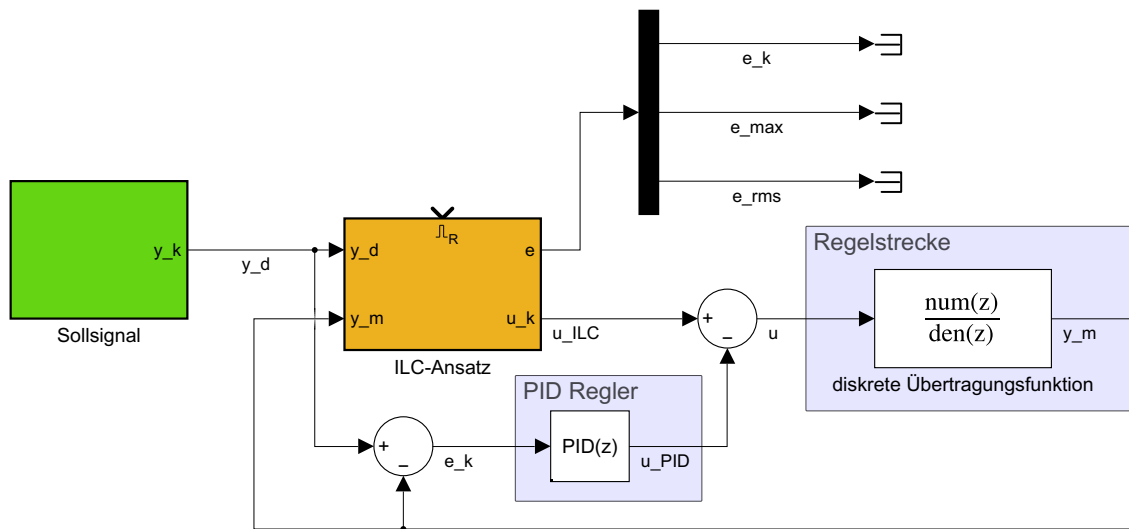 e_k
e_max
e_rms
y_k
y_d
Sollsignal
R
y_d
e
y_m
u_k
u_ILC
ILC-Ansatz
+
−
u
Regelstrecke
num(z)
den(z)
y_m
diskrete Übertragungsfunktion
PID Regler
+
−
e_k
PID(z)
u_PID